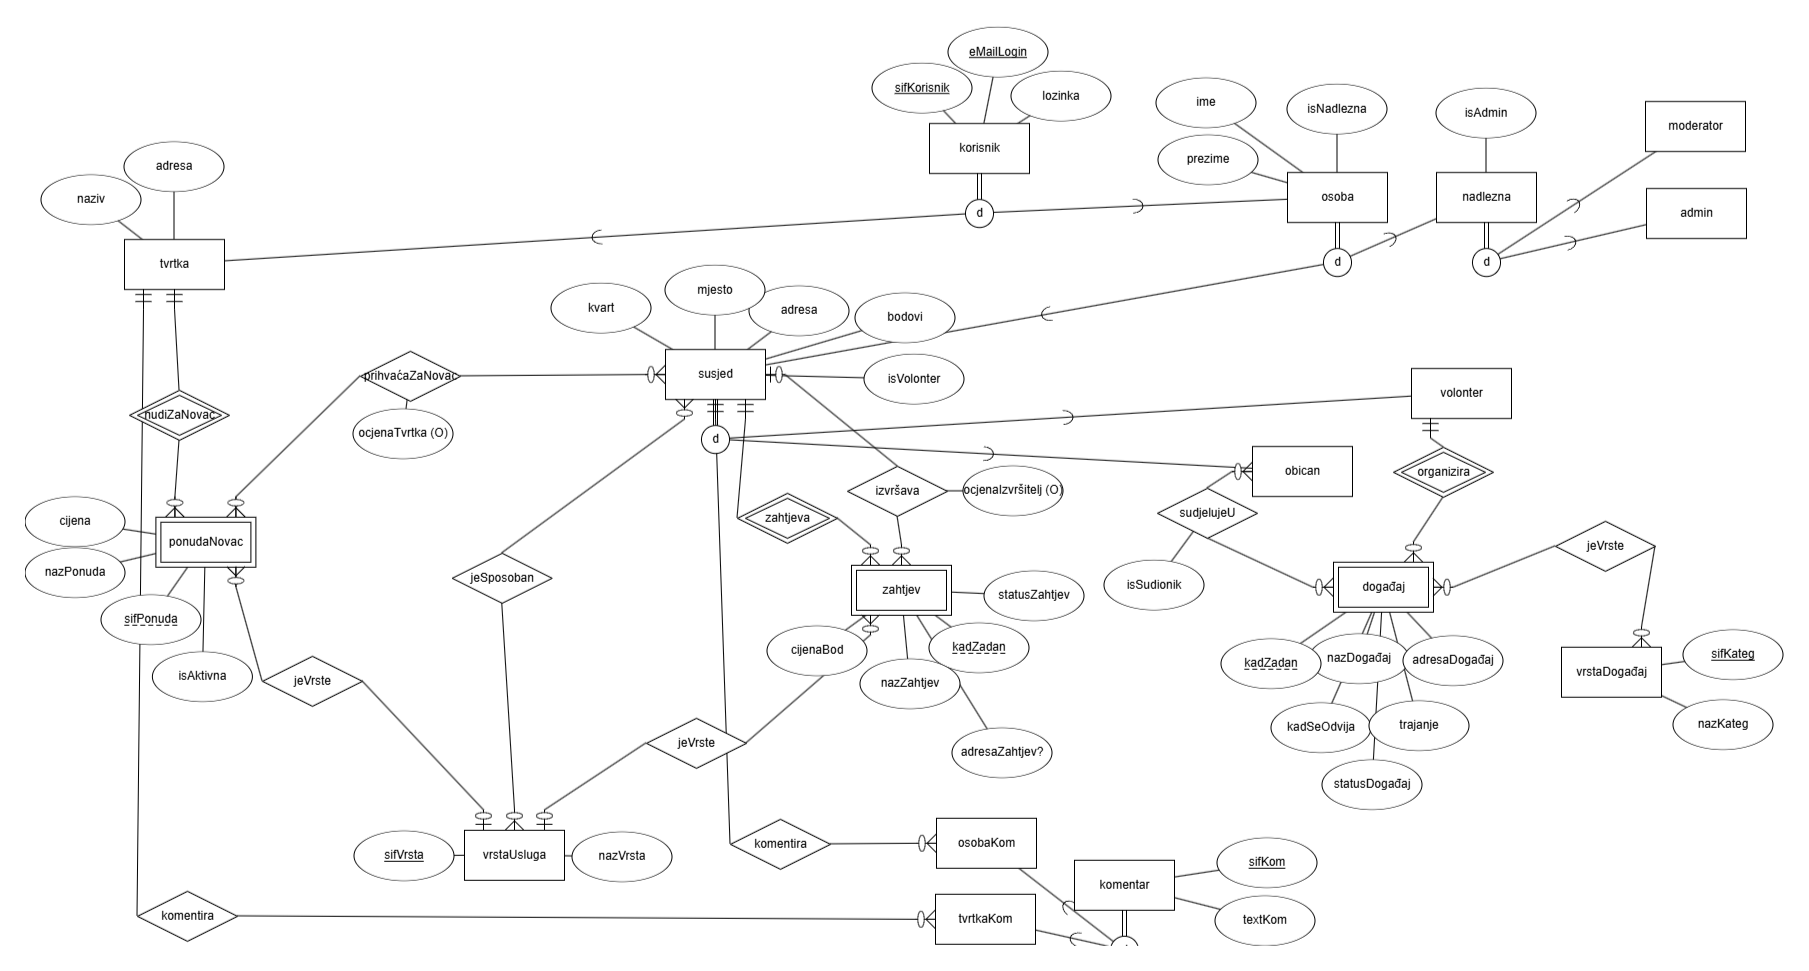 eMailLogin
sifKorisnik
lozinka
ime
isNadlezna
isAdmin
moderator
korisnik
prezime
adresa
naziv
osoba
nadlezna
admin
d
tvrtka
d
d
mjesto
kvart
adresa
bodovi
susjed
prihvaćaZaNovac
isVolonter
volonter
nudiZaNovac
ocjenaTvrtka (O)
d
obican
organizira
izvršava
ocjenaIzvršitelj (O)
sudjelujeU
zahtjeva
cijena
ponudaNovac
jeVrste
nazPonuda
jeSposoban
isSudionik
događaj
zahtjev
statusZahtjev
sifPonuda
cijenaBod
kadZadan
kadZadan
nazDogađaj
adresaDogađaj
sifKateg
vrstaDogađaj
isAktivna
jeVrste
nazZahtjev
kadSeOdvija
trajanje
nazKateg
jeVrste
adresaZahtjev?
statusDogađaj
sifVrsta
vrstaUsluga
nazVrsta
komentira
osobaKom
sifKom
komentar
textKom
komentira
tvrtkaKom